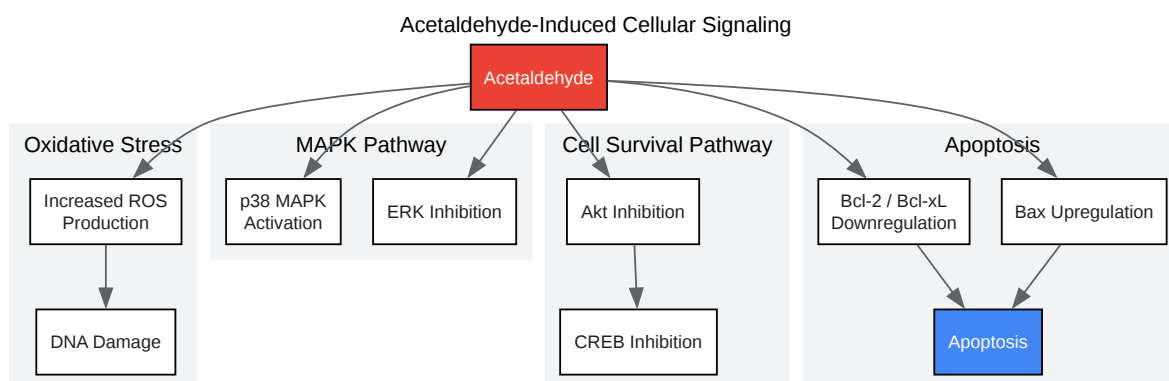 Acetaldehyde-Induced Cellular Signaling
Acetaldehyde
Oxidative Stress
MAPK Pathway
Cell Survival Pathway
Apoptosis
Increased ROS
Production
p38 MAPK
Activation
ERK Inhibition
Akt Inhibition
Bcl-2 / Bcl-xL
Downregulation
Bax Upregulation
DNA Damage
CREB Inhibition
Apoptosis